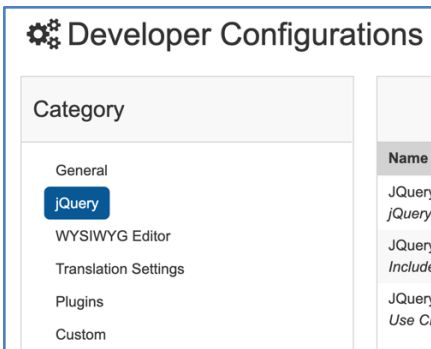 Developer Configurations
Category
General
jQuery
WYSIWYG Editor
Translation Settings
Plugins
Custom
Name
JQuery
jQuery
JQuery
Include
JQuery
Use